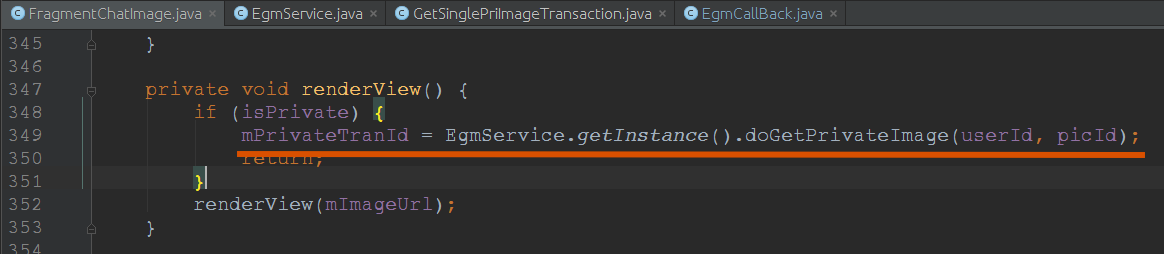 FragmentChatImage.java × EgmService.java × GetSinglePriImageTransaction.java × EgmCallBack.java ×
345 }
346
347 private void renderView() {
348 if (isPrivate) {
349 mPrivateTranId = EgmService.getInstance().doGetPrivateImage(userId, picId);
350 return;
351 }
352 renderView(mImageUrl);
353 }
354